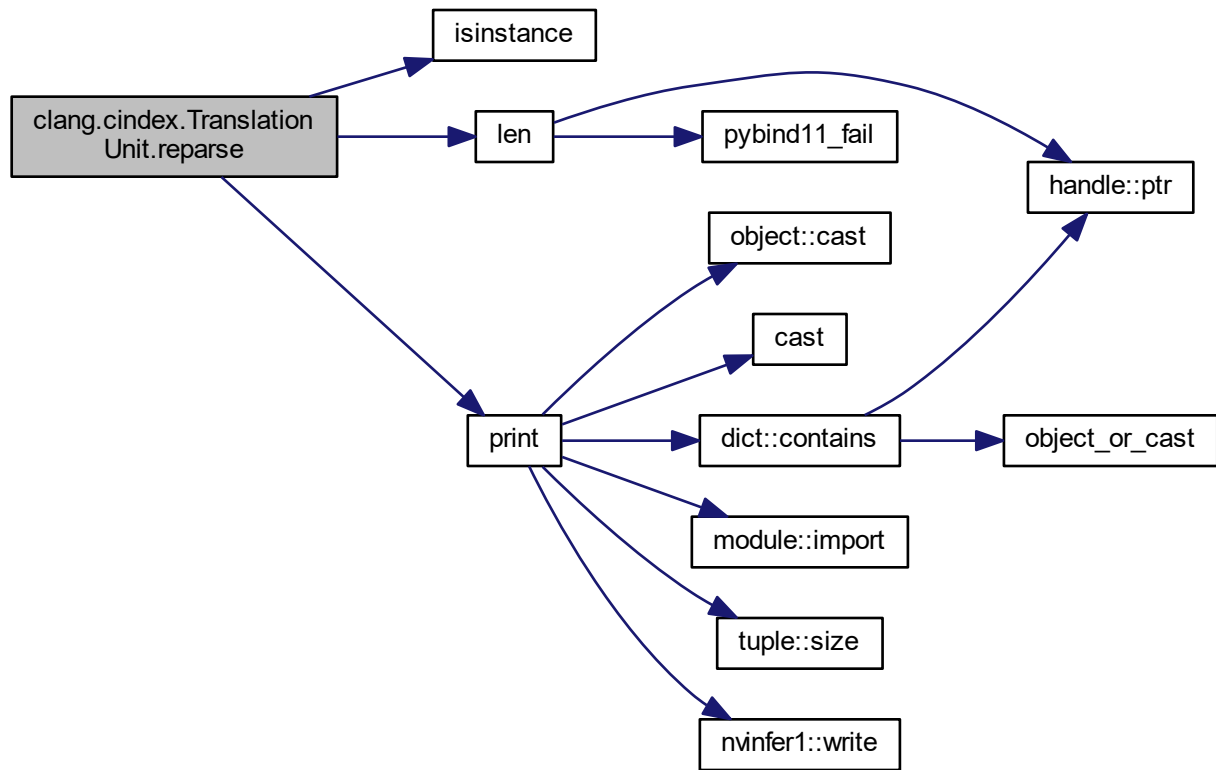 isinstance
clang.cindex.Translation
Unit.reparse
len
pybind11_fail
handle::ptr
object::cast
cast
print
dict::contains
object_or_cast
module::import
tuple::size
nvinfer1::write